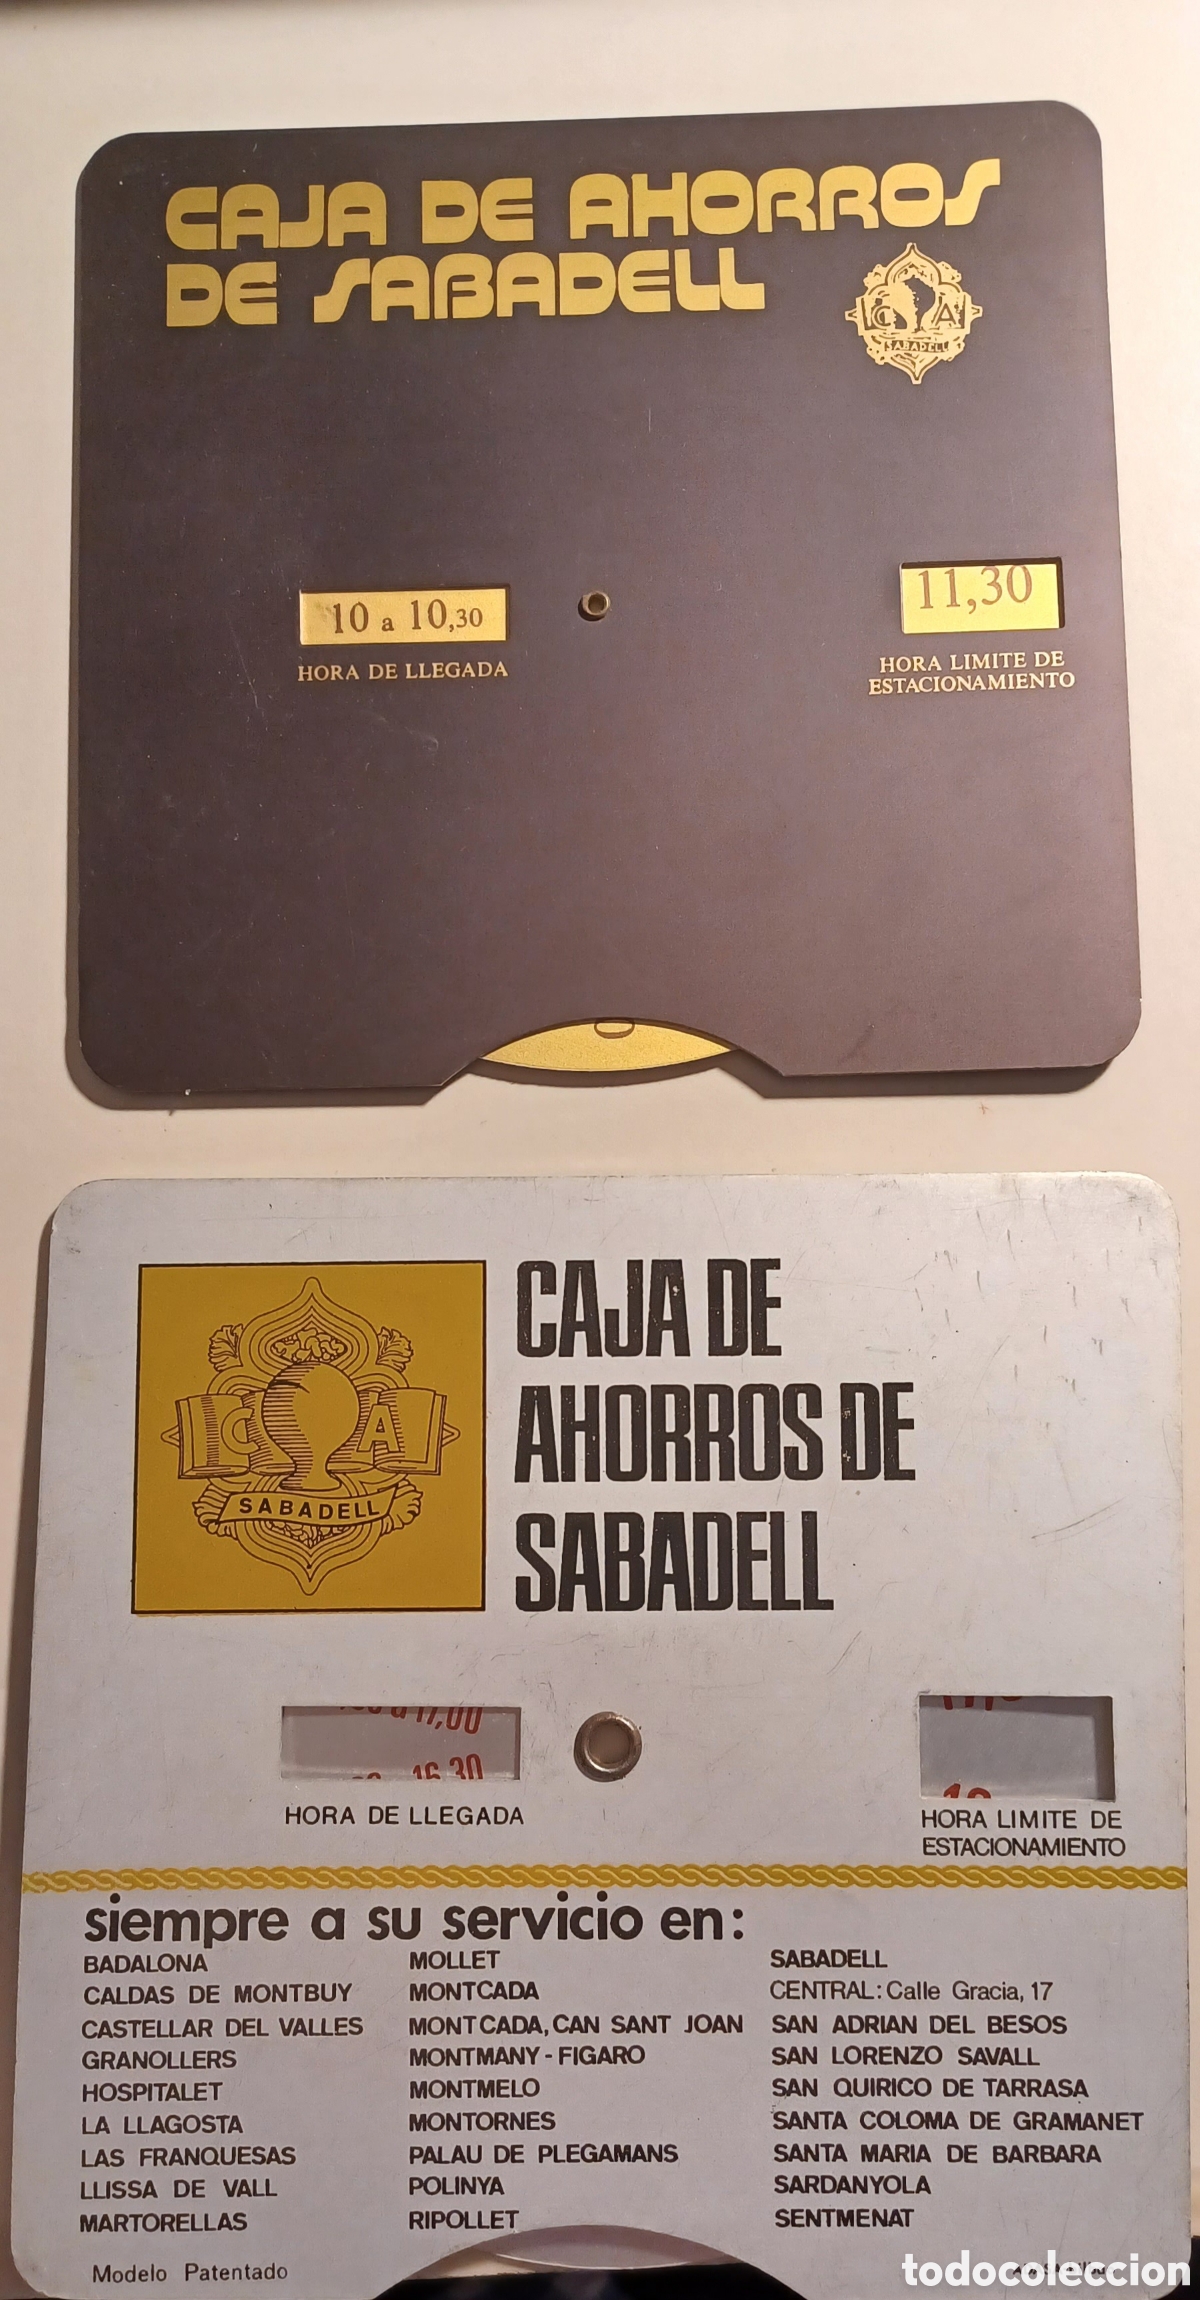 CAJA DE AHORROS
DE SABADELL
C A
SABADELL
10 a 10,30
11,30
HORA DE LLEGADA
HORA LIMITE DE
ESTACIONAMIENTO
0
CAJA DE
AHORROS DE
SABADELL
C A
SABADELL
a 17,00
16,30
HORA DE LLEGADA
HORA LIMITE DE
ESTACIONAMIENTO
siempre a su servicio en:
BADALONA
CALDAS DE MONTBUY
CASTELLAR DEL VALLES
GRANOLLERS
HOSPITALET
LA LLAGOSTA
LAS FRANQUESAS
LLISSA DE VALL
MARTORELLAS
MOLLET
MONTCADA
MONTCADA, CAN SANT JOAN
MONTMANY-FIGARO
MONTMELO
MONTORNES
PALAU DE PLEGAMANS
POLINYA
RIPOLLET
SABADELL
CENTRAL: Calle Gracia, 17
SAN ADRIAN DEL BESOS
SAN LORENZO SAVALL
SAN QUIRICO DE TARRASA
SANTA COLOMA DE GRAMANET
SANTA MARIA DE BARBARA
SARDANYOLA
SENTMENAT
Modelo Patentado
todocoleccion